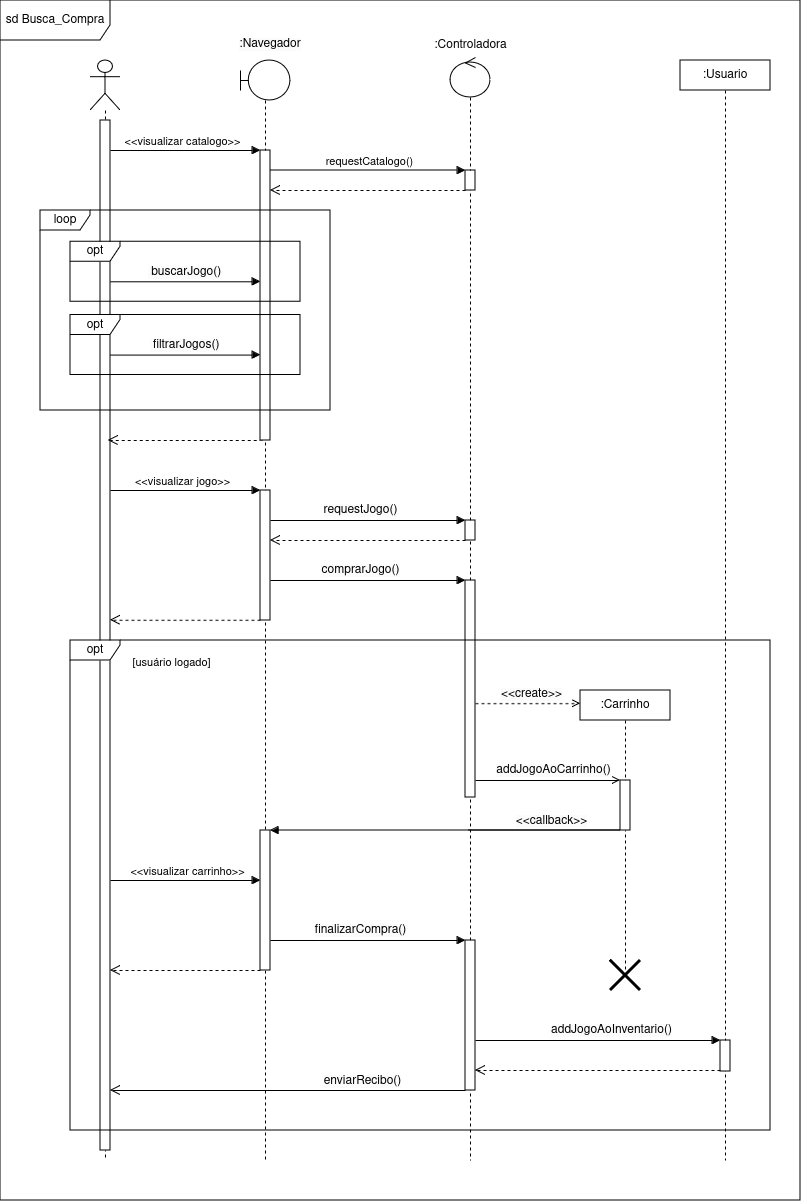 sd Busca_Compra
:Navegador
:Controladora
:Usuario
<<visualizar catalogo>>
requestCatalogo()
loop
opt
buscarJogo()
opt
filtrarJogos()
<<visualizar jogo>>
requestJogo()
comprarJogo()
opt
[usuário logado]
<<create>>
:Carrinho
addJogoAoCarrinho()
<<callback>>
<<visualizar carrinho>>
finalizarCompra()
addJogoAoInventario()
enviarRecibo()